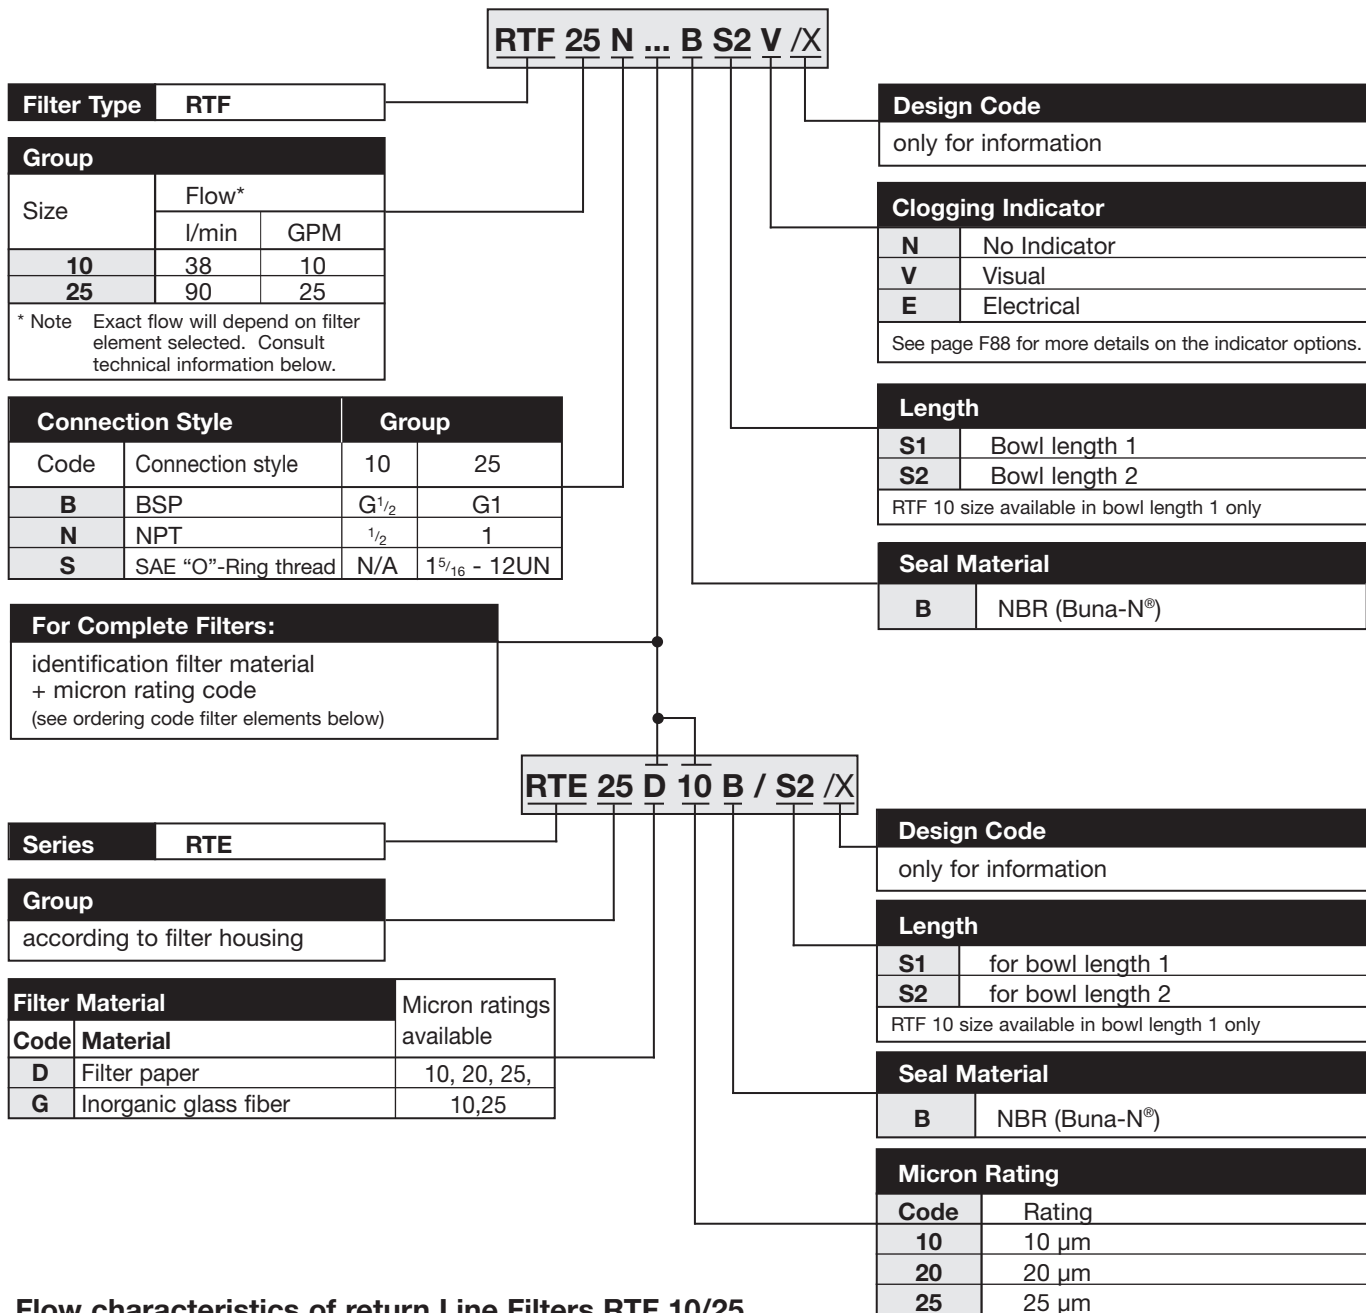 RTF 25 N ... B S2 V /X
Filter Type RTF
Group
Size Flow*
l/min GPM
10 38 10
25 90 25
* Note Exact flow will depend on filter
element selected. Consult
technical information below.
Connection Style Group
Code Connection style 10 25
B BSP G1/2 G1
N NPT 1/2 1
S SAE “O”-Ring thread N/A 15/16 - 12UN
For Complete Filters:
identification filter material
+ micron rating code
(see ordering code filter elements below)
Design Code
only for information
Clogging Indicator
N No Indicator
V Visual
E Electrical
See page F88 for more details on the indicator options.
Length
S1 Bowl length 1
S2 Bowl length 2
RTF 10 size available in bowl length 1 only
Seal Material
B NBR (Buna-N®)
RTE 25 D 10 B / S2 /X
Series RTE
Group
according to filter housing
Filter Material Micron ratings
available
Code Material
D Filter paper 10, 20, 25,
G Inorganic glass fiber 10,25
Design Code
only for information
Length
S1 for bowl length 1
S2 for bowl length 2
RTF 10 size available in bowl length 1 only
Seal Material
B NBR (Buna-N®)
Micron Rating
Code Rating
10 10 µm
20 20 µm
25 25 µm
Flow characteristics of return Line Filters RTF 10/25